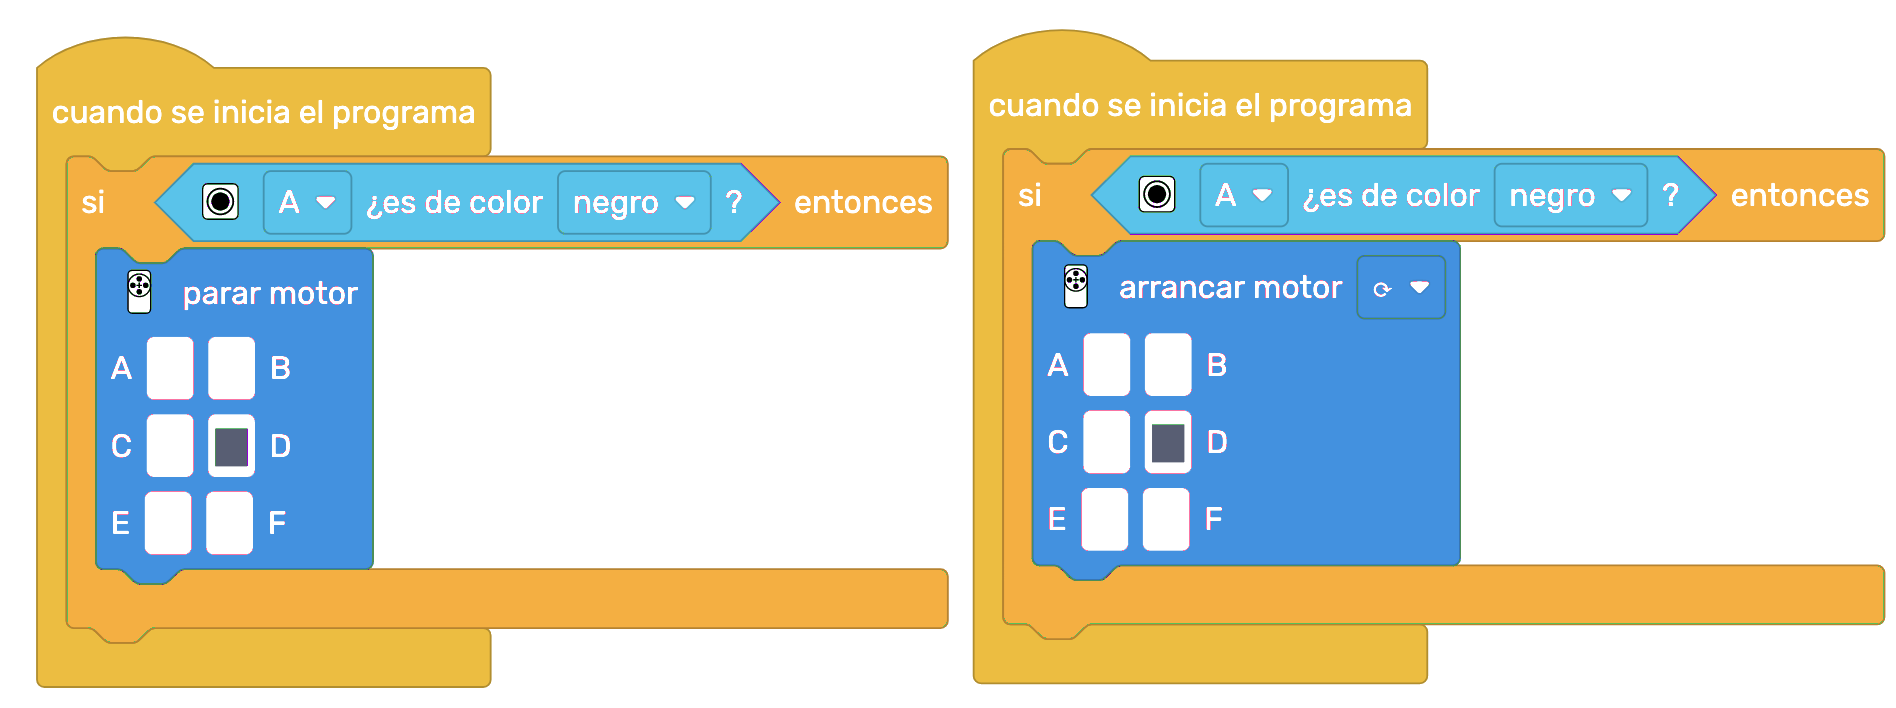 cuando se inicia el programa
si A ¿es de color negro ? entonces
parar motor
A B
C D
E F
cuando se inicia el programa
si A ¿es de color negro ? entonces
arrancar motor
A B
C D
E F